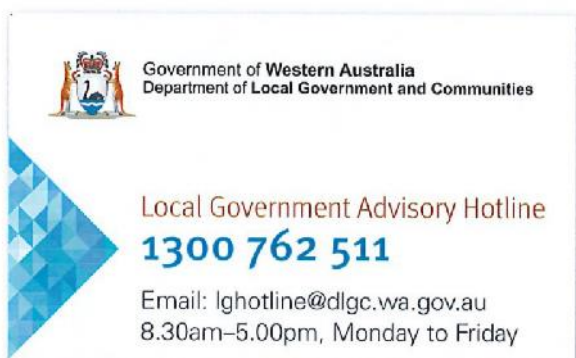 Government of Western Australia
Department of Local Government and Communities
Local Government Advisory Hotline
1300 762 511
Email: lghotline@dlgc.wa.gov.au
8.30am–5.00pm, Monday to Friday